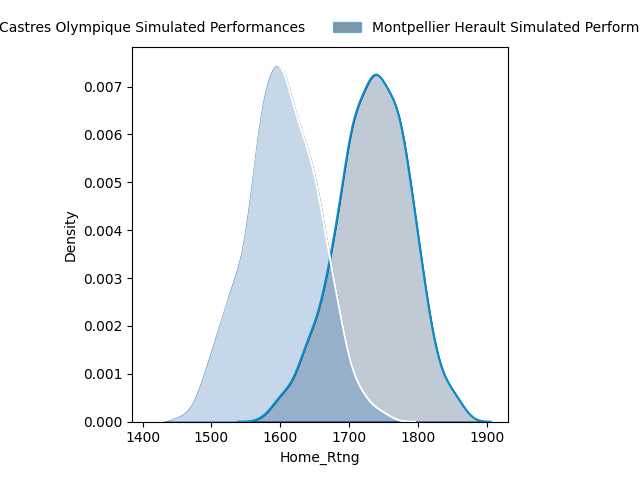 Castres Olympique Simulated Performances Montpellier Herault Simulated Perform
0.007
0.006
0.005
0.004
0.003
0.002
0.001
0.000
Density
1400 1500 1600 1700 1800 1900
Home_Rtng